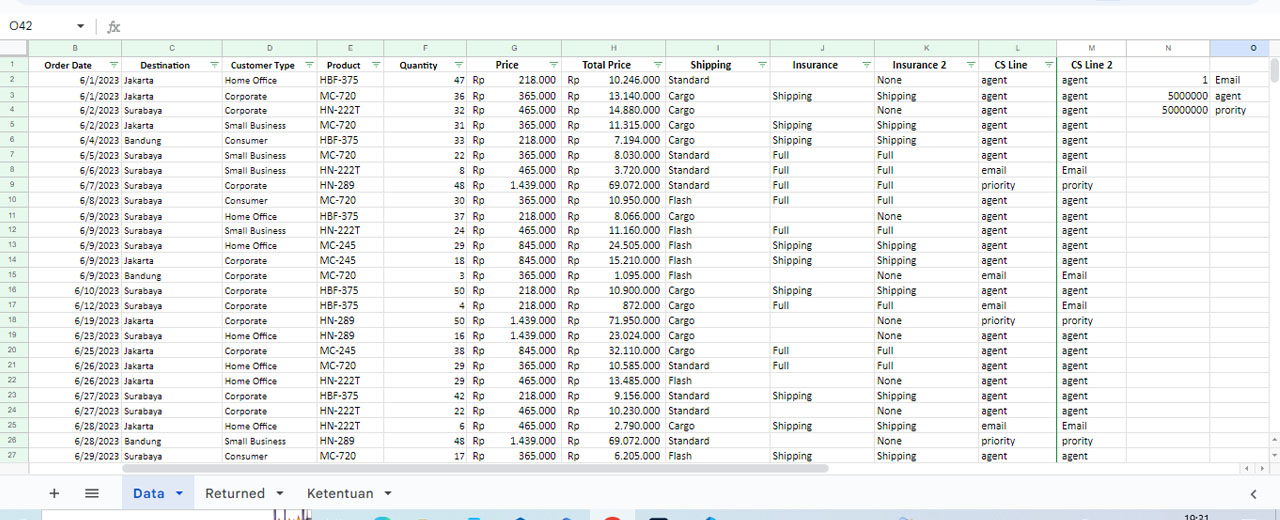 O42 fx
B C D E F G H I J K L M N O
1 Order Date Destination Customer Type Product Quantity Price Total Price Shipping Insurance Insurance 2 CS Line CS Line 2
2 6/1/2023 Jakarta Home Office HBF-375 47 Rp 218.000 Rp 10.246.000 Standard None agent agent 1 Email
3 6/1/2023 Jakarta Corporate MC-720 36 Rp 365.000 Rp 13.140.000 Cargo Shipping Shipping agent agent 5000000 agent
4 6/2/2023 Surabaya Corporate HN-222T 32 Rp 465.000 Rp 14.880.000 Cargo None agent agent 50000000 prority
5 6/2/2023 Jakarta Small Business MC-720 31 Rp 365.000 Rp 11.315.000 Cargo Shipping Shipping agent agent
6 6/4/2023 Bandung Consumer HBF-375 33 Rp 218.000 Rp 7.194.000 Cargo Shipping Shipping agent agent
7 6/5/2023 Surabaya Small Business MC-720 22 Rp 365.000 Rp 8.030.000 Standard Full Full agent agent
8 6/6/2023 Surabaya Small Business HN-222T 8 Rp 465.000 Rp 3.720.000 Standard Full Full email Email
9 6/7/2023 Surabaya Corporate HN-289 48 Rp 1.439.000 Rp 69.072.000 Standard Full Full priority prority
10 6/8/2023 Surabaya Consumer MC-720 30 Rp 365.000 Rp 10.950.000 Flash Full Full agent agent
11 6/9/2023 Surabaya Home Office HBF-375 37 Rp 218.000 Rp 8.066.000 Cargo None agent agent
12 6/9/2023 Surabaya Small Business HN-222T 24 Rp 465.000 Rp 11.160.000 Flash Full Full agent agent
13 6/9/2023 Surabaya Home Office MC-245 29 Rp 845.000 Rp 24.505.000 Flash Shipping Shipping agent agent
14 6/9/2023 Jakarta Corporate MC-245 18 Rp 845.000 Rp 15.210.000 Flash Shipping Shipping agent agent
15 6/9/2023 Bandung Corporate MC-720 3 Rp 365.000 Rp 1.095.000 Flash None email Email
16 6/10/2023 Surabaya Corporate HBF-375 50 Rp 218.000 Rp 10.900.000 Cargo Shipping Shipping agent agent
17 6/12/2023 Surabaya Corporate HBF-375 4 Rp 218.000 Rp 872.000 Cargo Full Full email Email
18 6/19/2023 Jakarta Corporate HN-289 50 Rp 1.439.000 Rp 71.950.000 Cargo None priority prority
19 6/23/2023 Surabaya Home Office HN-289 16 Rp 1.439.000 Rp 23.024.000 Cargo None agent agent
20 6/25/2023 Jakarta Corporate MC-245 38 Rp 845.000 Rp 32.110.000 Cargo Full Full agent agent
21 6/26/2023 Jakarta Home Office MC-720 29 Rp 365.000 Rp 10.585.000 Standard Full Full agent agent
22 6/26/2023 Jakarta Home Office HN-222T 29 Rp 465.000 Rp 13.485.000 Flash None agent agent
23 6/27/2023 Surabaya Corporate HBF-375 42 Rp 218.000 Rp 9.156.000 Standard Shipping Shipping agent agent
24 6/27/2023 Surabaya Corporate HN-222T 22 Rp 465.000 Rp 10.230.000 Standard None agent agent
25 6/28/2023 Jakarta Home Office HN-222T 6 Rp 465.000 Rp 2.790.000 Cargo Shipping Shipping email Email
26 6/28/2023 Bandung Small Business HN-289 48 Rp 1.439.000 Rp 69.072.000 Standard None priority prority
27 6/29/2023 Surabaya Consumer MC-720 17 Rp 365.000 Rp 6.205.000 Flash Shipping Shipping agent agent
Data Returned Ketentuan